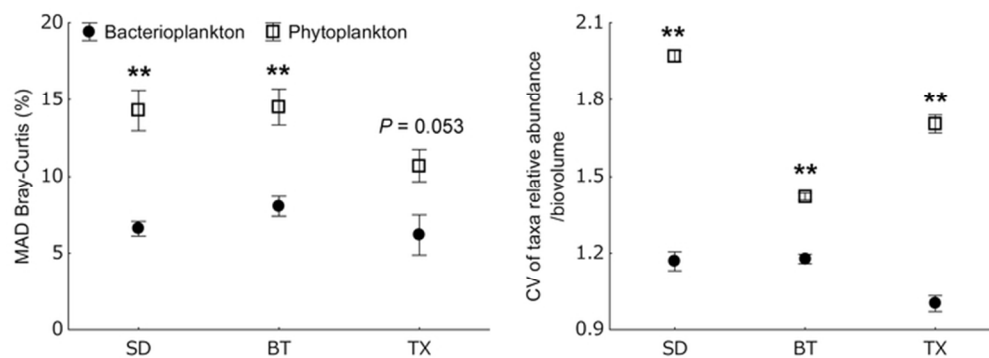 Bacterioplankton Phytoplankton
MAD Bray-Curtis (%)
20
15
10
5
0
**
**
P = 0.053
SD BT TX
CV of taxa relative abundance
/biovolume
2.1
1.8
1.5
1.2
0.9
**
**
**
SD BT TX